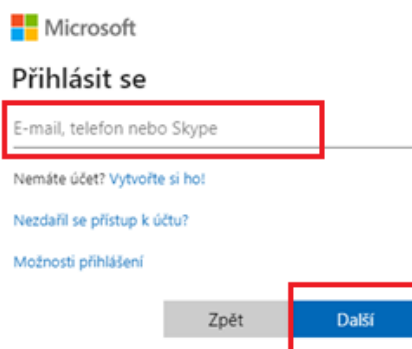 Microsoft
Přihlásit se
E-mail, telefon nebo Skype
Nemáte účet? Vytvořte si ho!
Nezdařil se přístup k účtu?
Možnosti přihlášení
Zpět Další